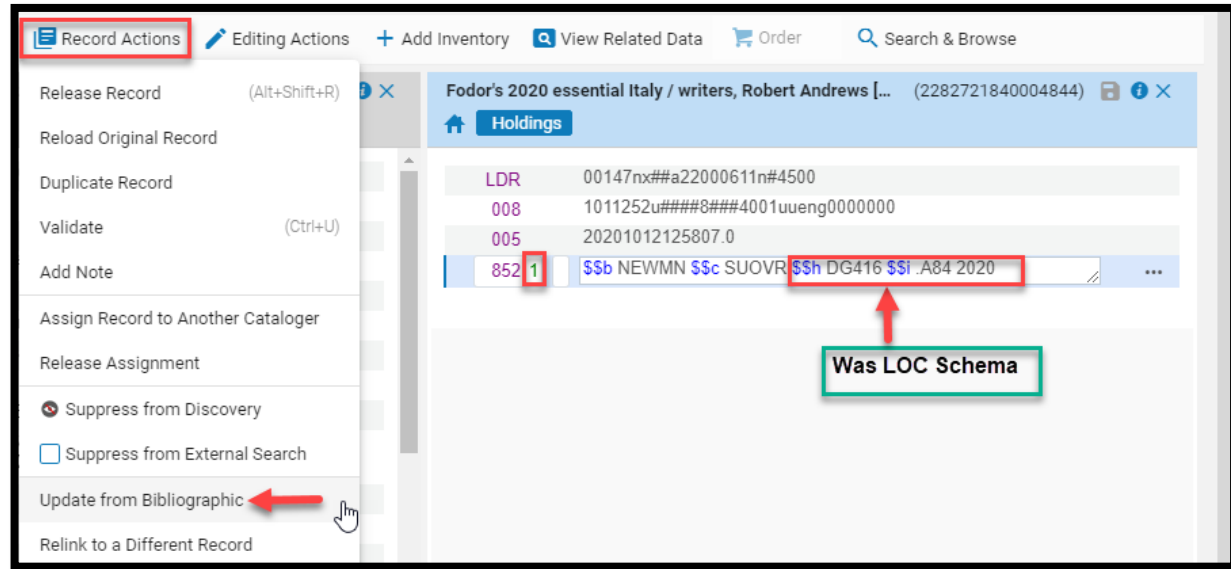 Record Actions Editing Actions + Add Inventory View Related Data Order Search & Browse
Release Record (Alt+Shift+R)
Reload Original Record
Duplicate Record
Validate (Ctrl+U)
Add Note
Assign Record to Another Cataloger
Release Assignment
Suppress from Discovery
Suppress from External Search
Update from Bibliographic
Relink to a Different Record
Fodor's 2020 essential Italy / writers, Robert Andrews [... (2282721840004844)
Holdings
LDR 00147nx##a22000611n#4500
008 1011252u####8###4001uueng0000000
005 20201012125807.0
852 1 $$b NEWMN $$c SUOVR $$h DG416 $$i .A84 2020 ...
Was LOC Schema